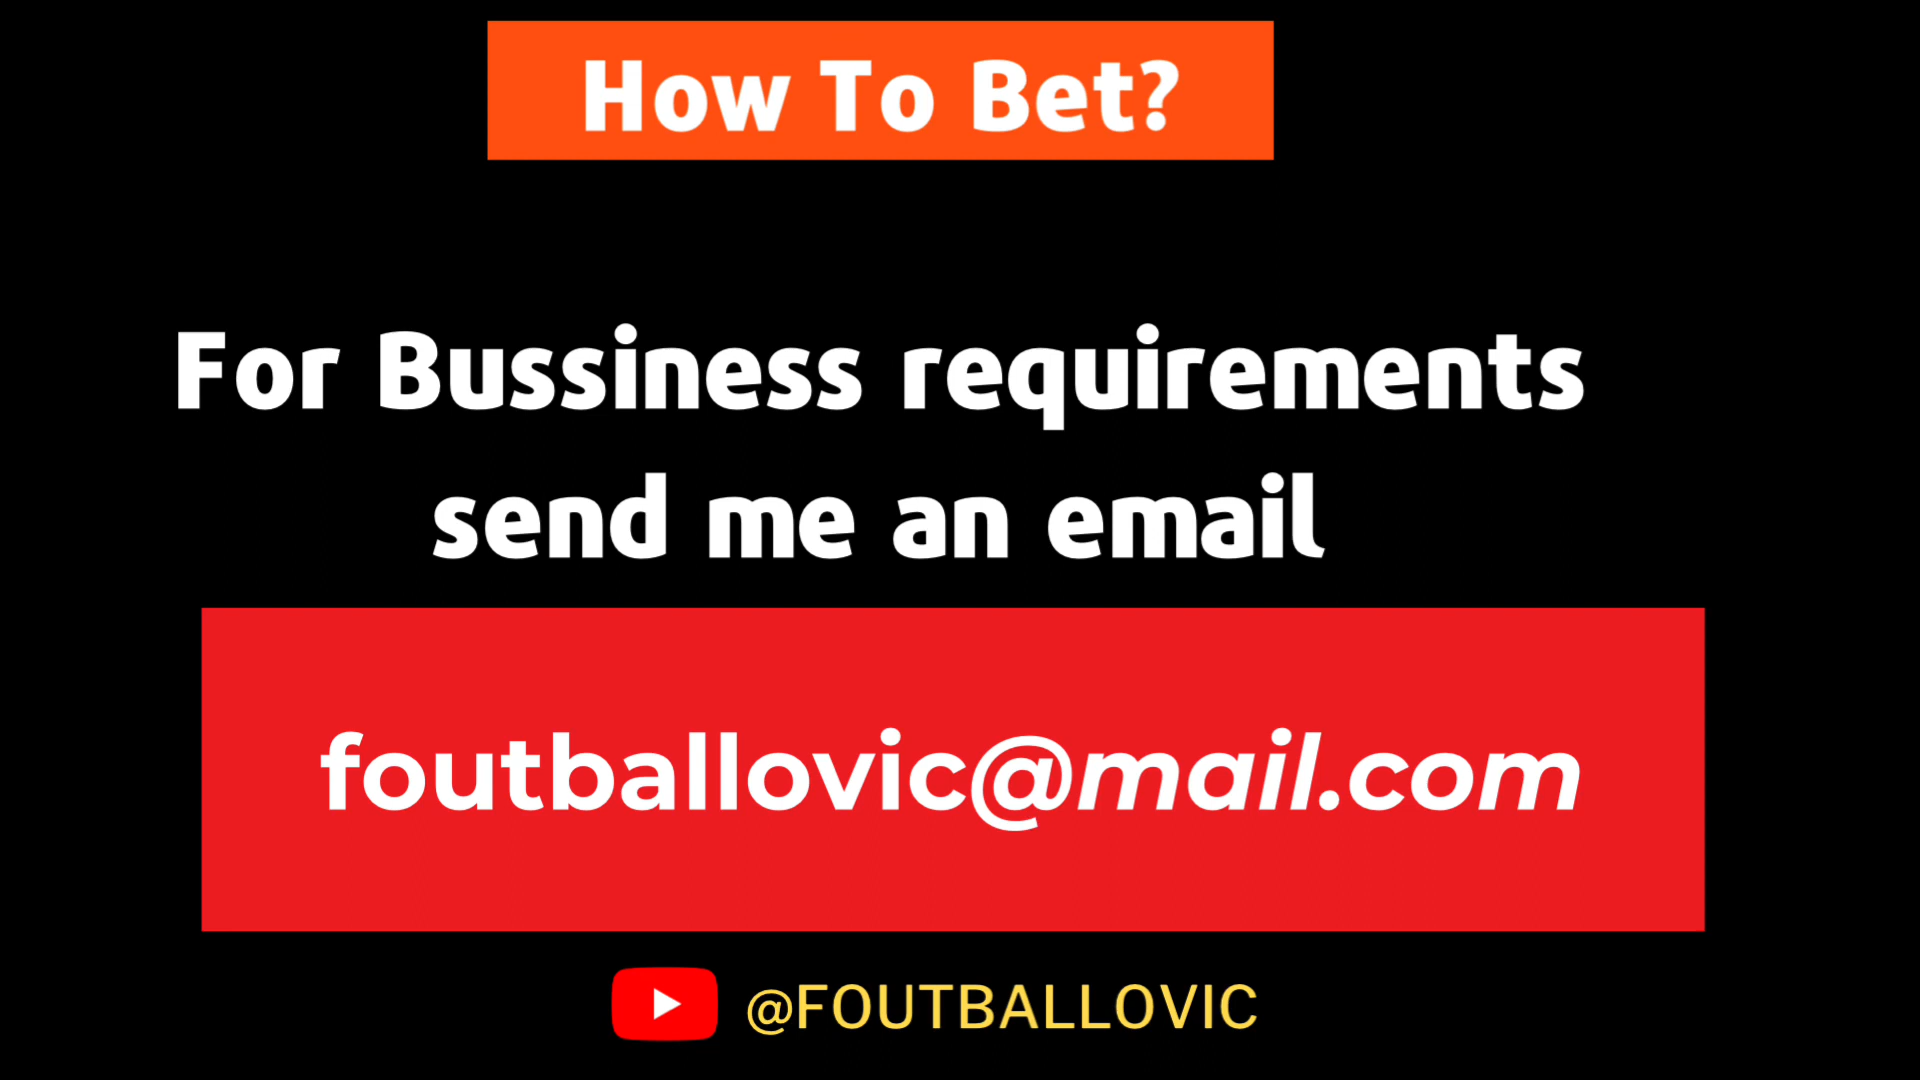 How To Bet?
For Bussiness requirements
send me an email
foutballovic@mail.com
@FOUTBALLOVIC